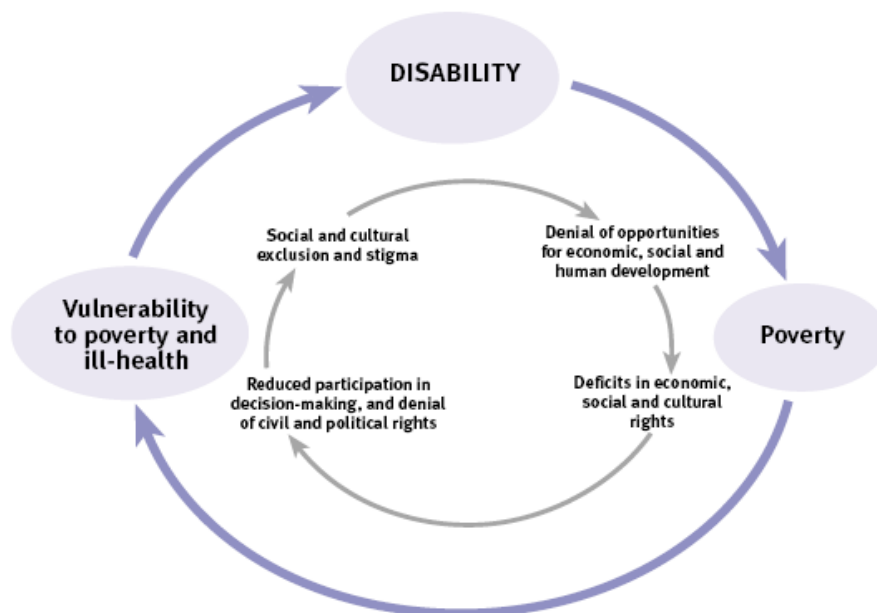 DISABILITY
Social and cultural
exclusion and stigma
Denial of opportunities
for economic, social and
human development
Vulnerability
to poverty and
ill-health
Poverty
Reduced participation in
decision-making, and denial
of civil and political rights
Deficits in economic,
social and cultural
rights